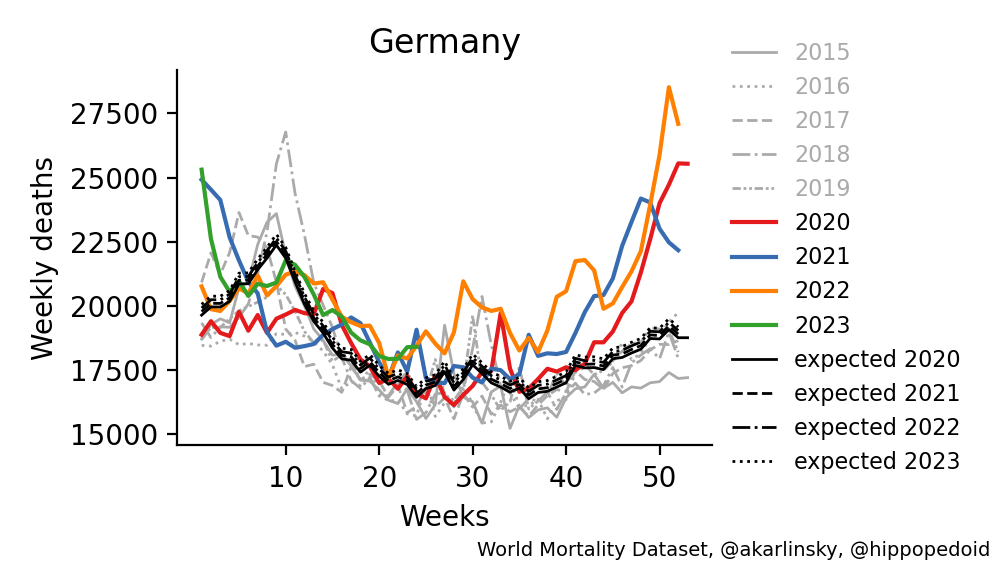 Germany
27500
25000
22500
20000
17500
15000
Weekly deaths
10
20
30
40
50
Weeks
2015
2016
2017
2018
2019
2020
2021
2022
2023
expected 2020
expected 2021
expected 2022
expected 2023
World Mortality Dataset, @akarlinsky, @hippopedoid